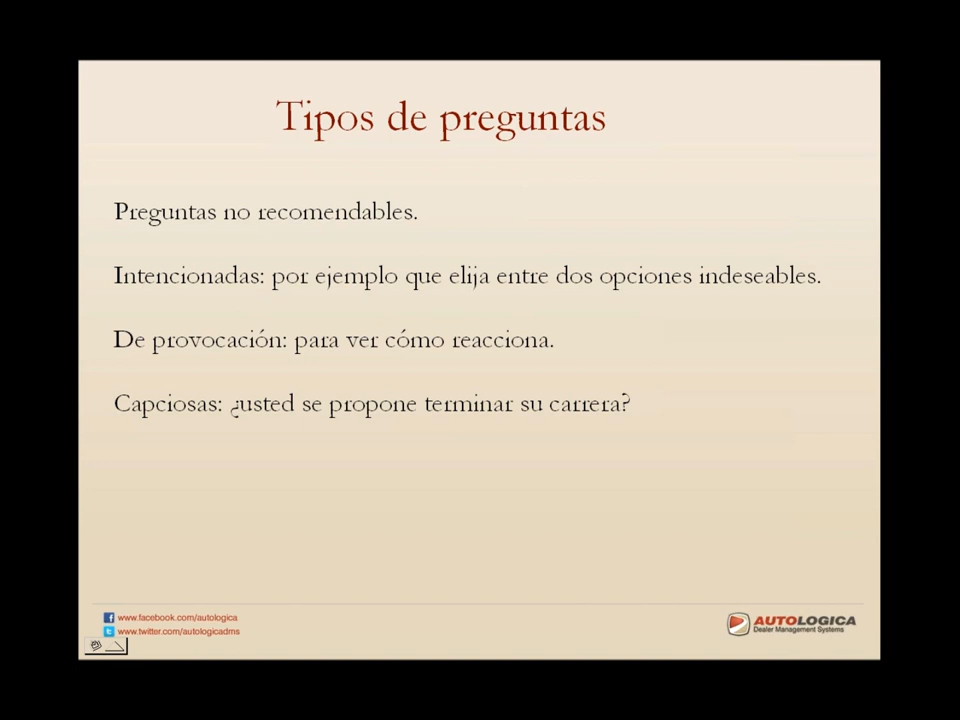 Tipos de preguntas
Preguntas no recomendables.
Intencionadas: por ejemplo que elija entre dos opciones indeseables.
De provocación: para ver cómo reacciona.
Capciosas: ¿usted se propone terminar su carrera?
www.facebook.com/autologica
www.twitter.com/autologicadms
AUTOLOGICA
Dealer Management Systems